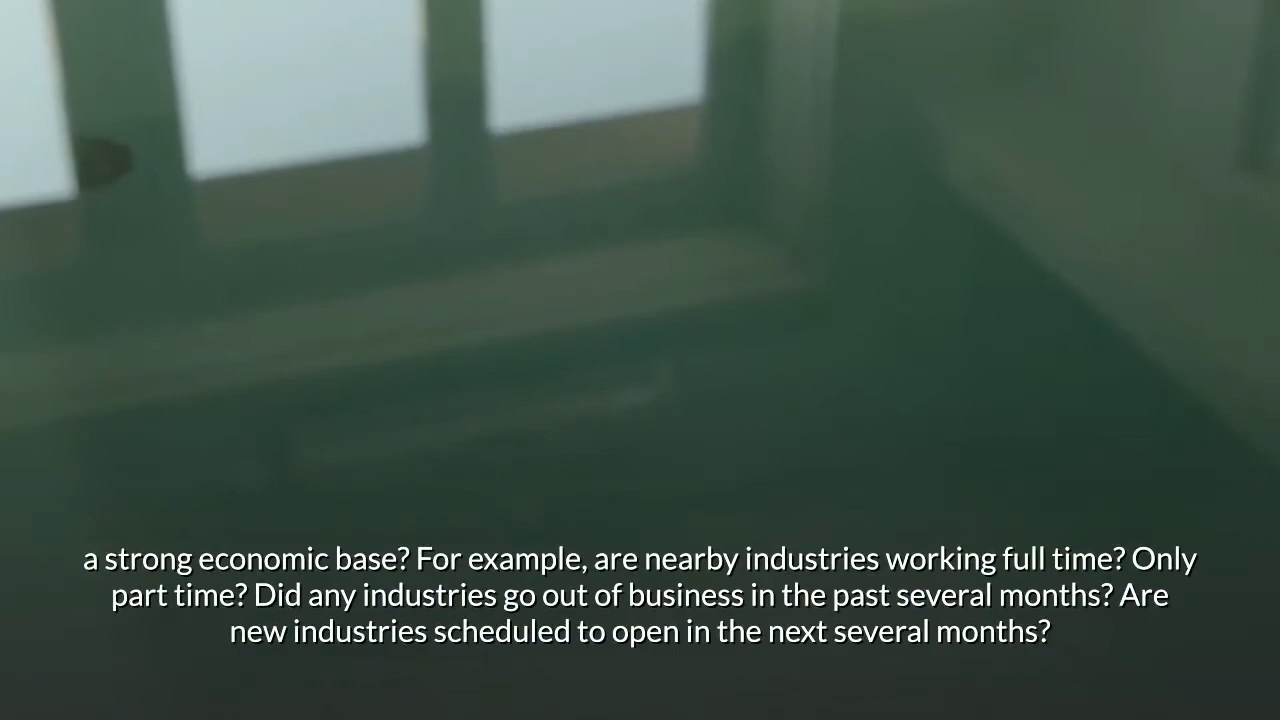 a strong economic base? For example, are nearby industries working full time? Only
part time? Did any industries go out of business in the past several months? Are
new industries scheduled to open in the next several months?